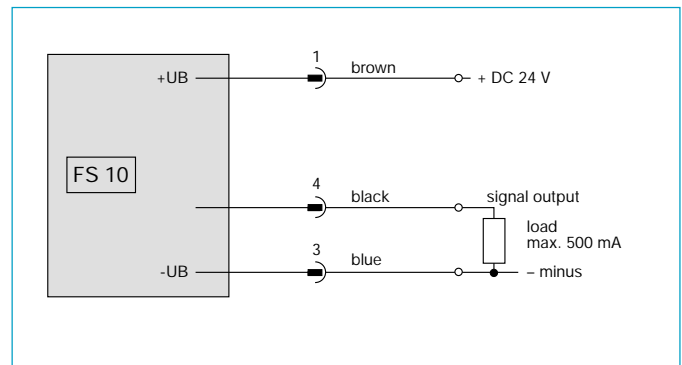 1
+UB
brown
+ DC 24 V
FS 10
4
black
signal output
load
max. 500 mA
3
blue
-UB
– minus